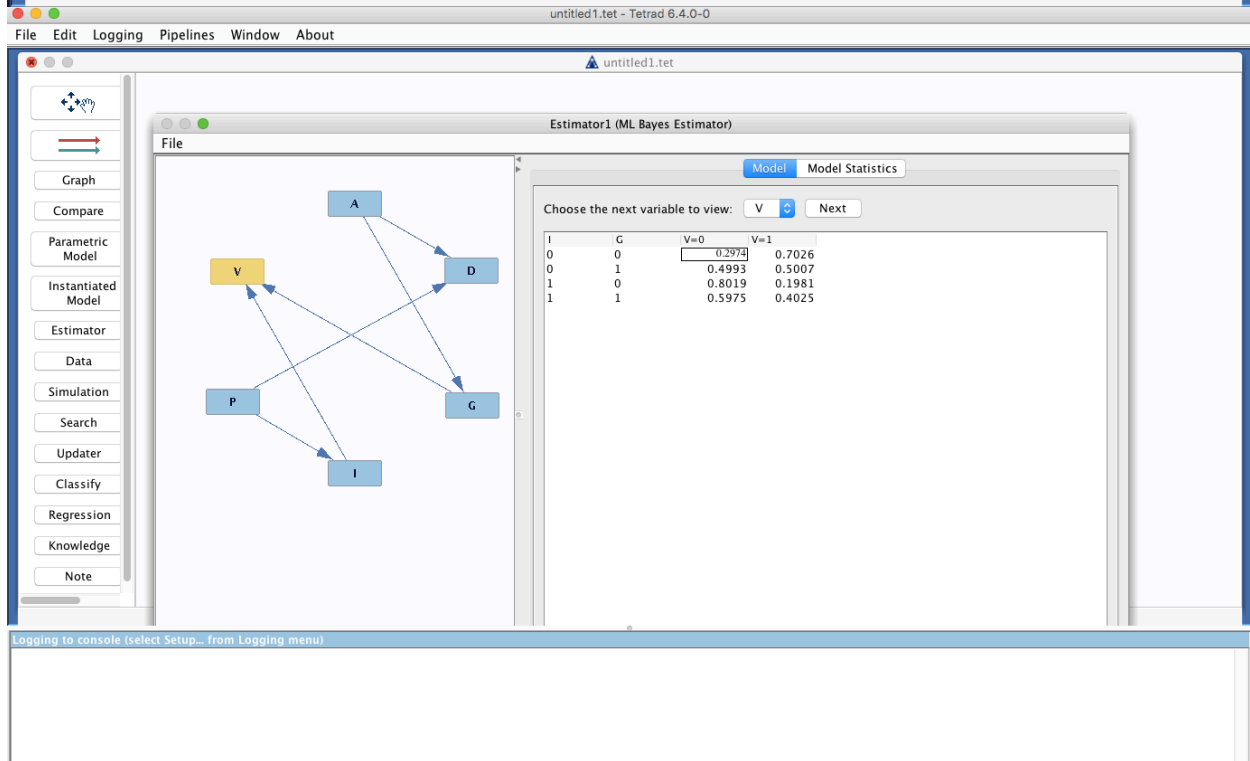 untitled1.tet - Tetrad 6.4.0-0
File Edit Logging Pipelines Window About
untitled1.tet
Graph
Compare
Parametric
Model
Instantiated
Model
Estimator
Data
Simulation
Search
Updater
Classify
Regression
Knowledge
Note
Estimator1 (ML Bayes Estimator)
File
A
V
D
P
G
I
Model Model Statistics
Choose the next variable to view: V Next
I G V=0 V=1
0 0 0.2974 0.7026
0 1 0.4993 0.5007
1 0 0.8019 0.1981
1 1 0.5975 0.4025
Logging to console (select Setup... from Logging menu)